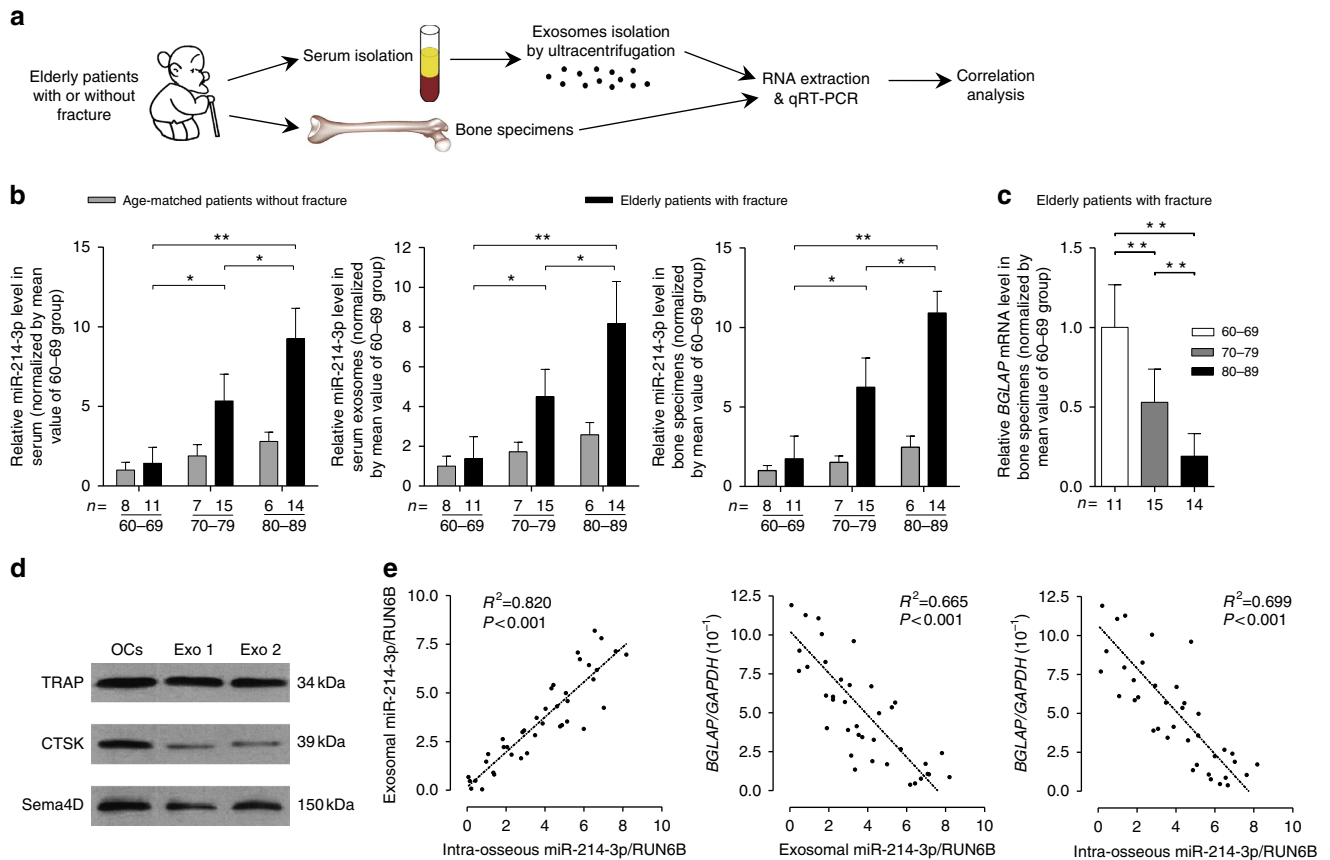 a
Elderly patients
with or without
fracture
Serum isolation
Exosomes isolation
by ultracentrifugation
Bone specimens
RNA extraction
& qRT-PCR
Correlation
analysis
b
Age-matched patients without fracture
Elderly patients with fracture
Relative miR-214-3p level in
serum (normalized by mean
value of 60–69 group)
15
10
5
0
**
*
*
n= 8 11 7 15 6 14
60–69 70–79 80–89
Relative miR-214-3p level in
serum exosomes (normalized
by mean value of 60–69 group)
12
10
8
6
4
2
0
**
*
*
n= 8 11 7 15 6 14
60–69 70–79 80–89
Relative miR-214-3p level in
bone specimens (normalized
by mean value of 60–69 group)
15
10
5
0
**
*
*
n= 8 11 7 15 6 14
60–69 70–79 80–89
c
Elderly patients with fracture
Relative BGLAP mRNA level in
bone specimens (normalized by
mean value of 60–69 group)
1.5
1.0
0.5
0.0
**
**
**
60–69
70–79
80–89
n= 11 15 14
d
OCs Exo 1 Exo 2
TRAP 34 kDa
CTSK 39 kDa
Sema4D 150 kDa
e
Exosomal miR-214-3p/RUN6B
10.0
7.5
5.0
2.5
0.0
R²=0.820
P<0.001
0 2 4 6 8 10
Intra-osseous miR-214-3p/RUN6B
BGLAP/GAPDH (10⁻¹)
12.5
10.0
7.5
5.0
2.5
0.0
R²=0.665
P<0.001
0 2 4 6 8 10
Exosomal miR-214-3p/RUN6B
BGLAP/GAPDH (10⁻¹)
12.5
10.0
7.5
5.0
2.5
0.0
R²=0.699
P<0.001
0 2 4 6 8 10
Intra-osseous miR-214-3p/RUN6B